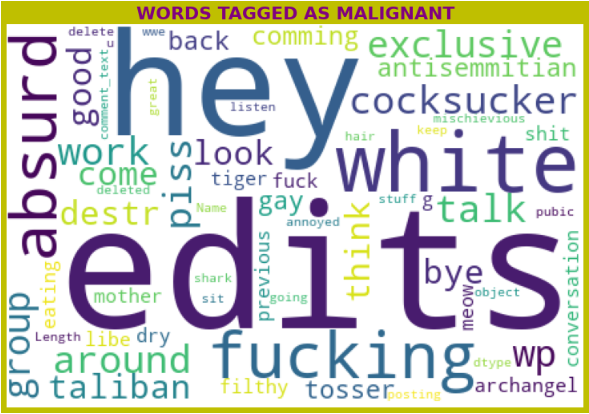 WORDS TAGGED AS MALIGNANT
delete
u
wwe
back
comming
exclusive
antisemmitian
good
comment_text
hey
great
listen
cocksucker
mischievious
absurd
work
look
hair
keep
shit
white
come
deleted
piss
tiger
fuck
destr
Name
gay
stuff
g
talk
pubic
annoyed
think
edits
previous
bye
meow
object
conversation
eating
mother
shark
sit
going
group
Length
libe
dry
fucking
dtype
wp
around
taliban
filthy
tosser
posting
archangel